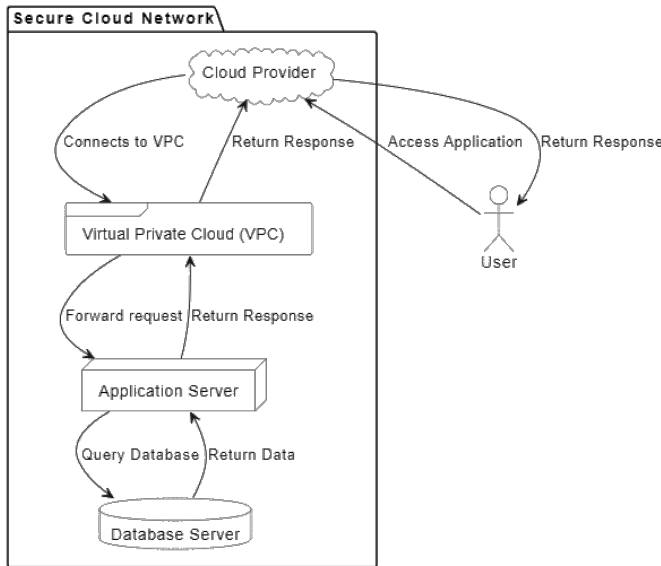 Secure Cloud Network
Cloud Provider
Connects to VPC
Return Response
Access Application
Return Response
Virtual Private Cloud (VPC)
User
Forward request
Return Response
Application Server
Query Database
Return Data
Database Server